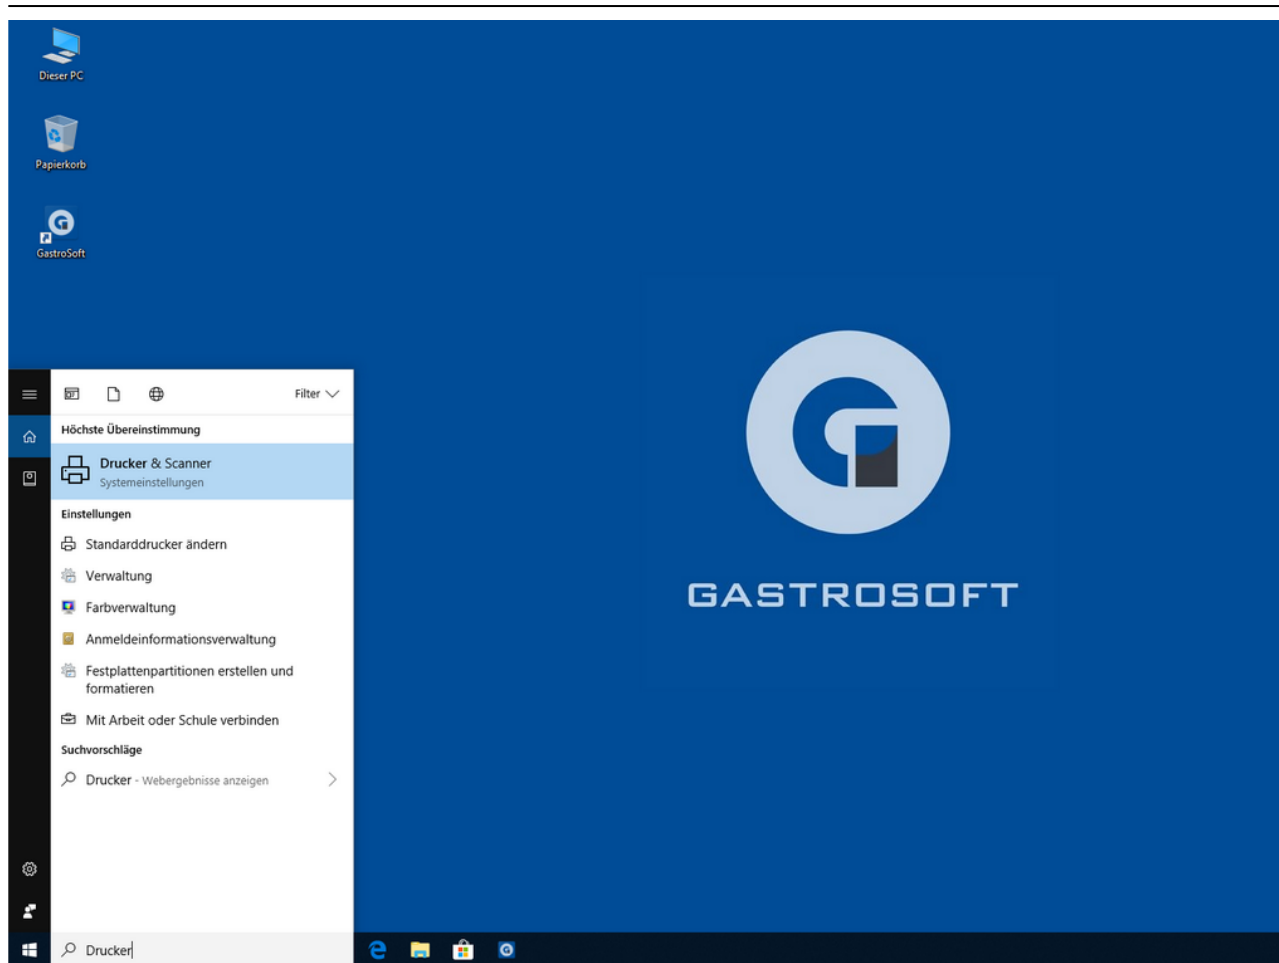 Dieser PC
Papierkorb
GastroSoft
Filter
Höchste Übereinstimmung
Drucker & Scanner
Systemeinstellungen
Einstellungen
Standarddrucker ändern
Verwaltung
Farbverwaltung
Anmeldeinformationsverwaltung
Festplattenpartitionen erstellen und
formatieren
Mit Arbeit oder Schule verbinden
Suchvorschläge
Drucker - Webergebnisse anzeigen
Drucker
GASTROSOFT